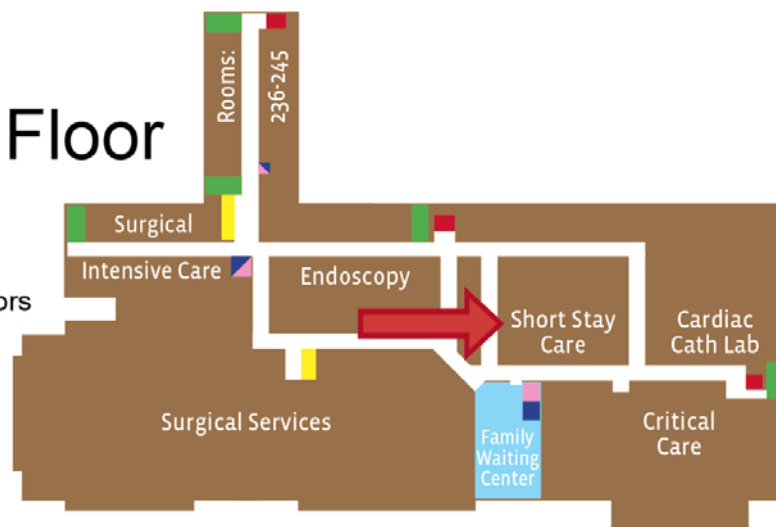 Rooms:
236-245
Floor
Surgical
Intensive Care
Endoscopy
ors
Short Stay
Care
Cardiac
Cath Lab
Surgical Services
Family
Waiting
Center
Critical
Care